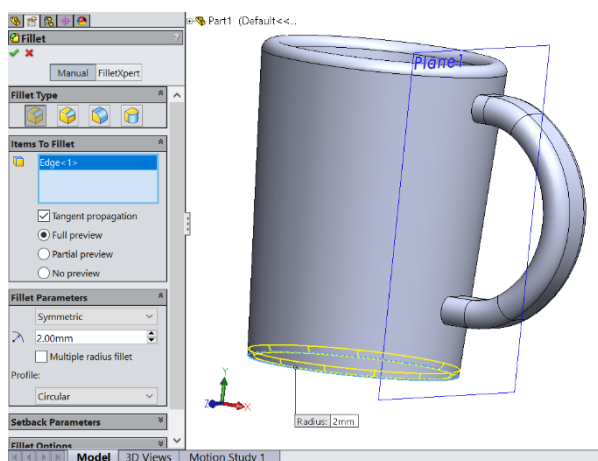 Part1 (Default<<..
Fillet
?
Manual FilletXpert
Fillet Type
Items To Fillet
Edge<1>
Tangent propagation
Full preview
Partial preview
No preview
Fillet Parameters
Symmetric
2.00mm
Multiple radius fillet
Profile:
Circular
Setback Parameters
Fillet Options
Plane1
Y
Z
X
Radius: 2mm
Model 3D Views Motion Study 1